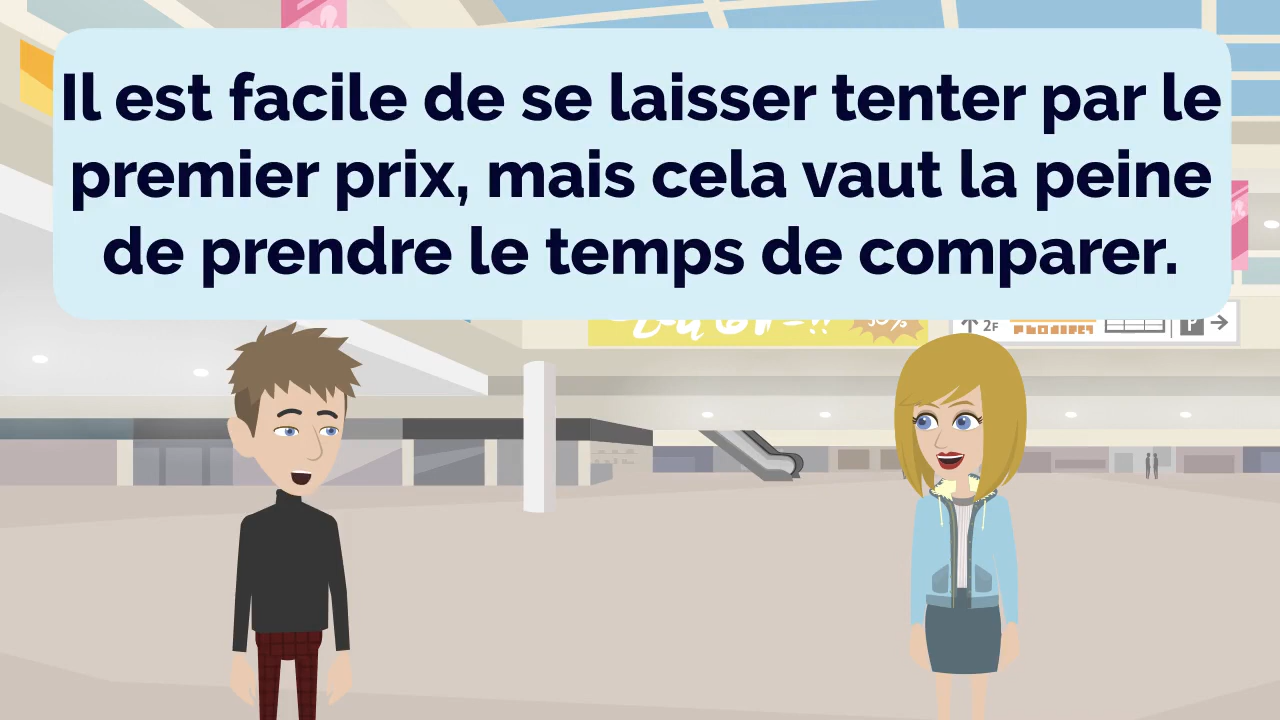 Il est facile de se laisser tenter par le
premier prix, mais cela vaut la peine
de prendre le temps de comparer.
2F
P